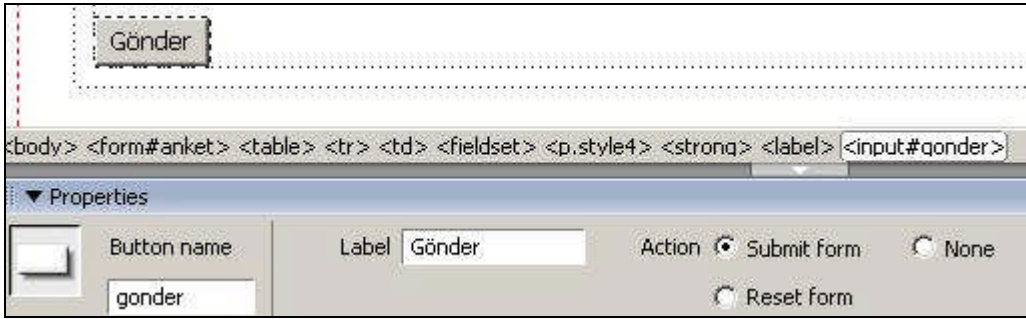 Gönder
<body> <form#anket> <table> <tr> <td> <fieldset> <p.style4> <strong> <label> <input#gonder>
Properties
Button name Label Gönder Action Submit form None
gonder Reset form